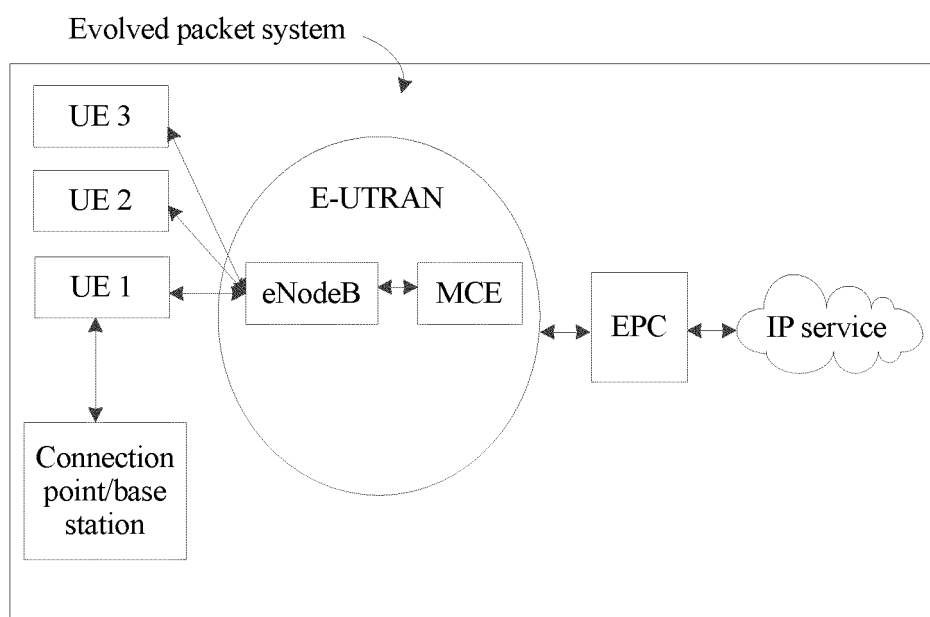 Evolved packet system
UE 3
UE 2
UE 1
E-UTRAN
eNodeB
MCE
EPC
IP service
Connection
point/base
station